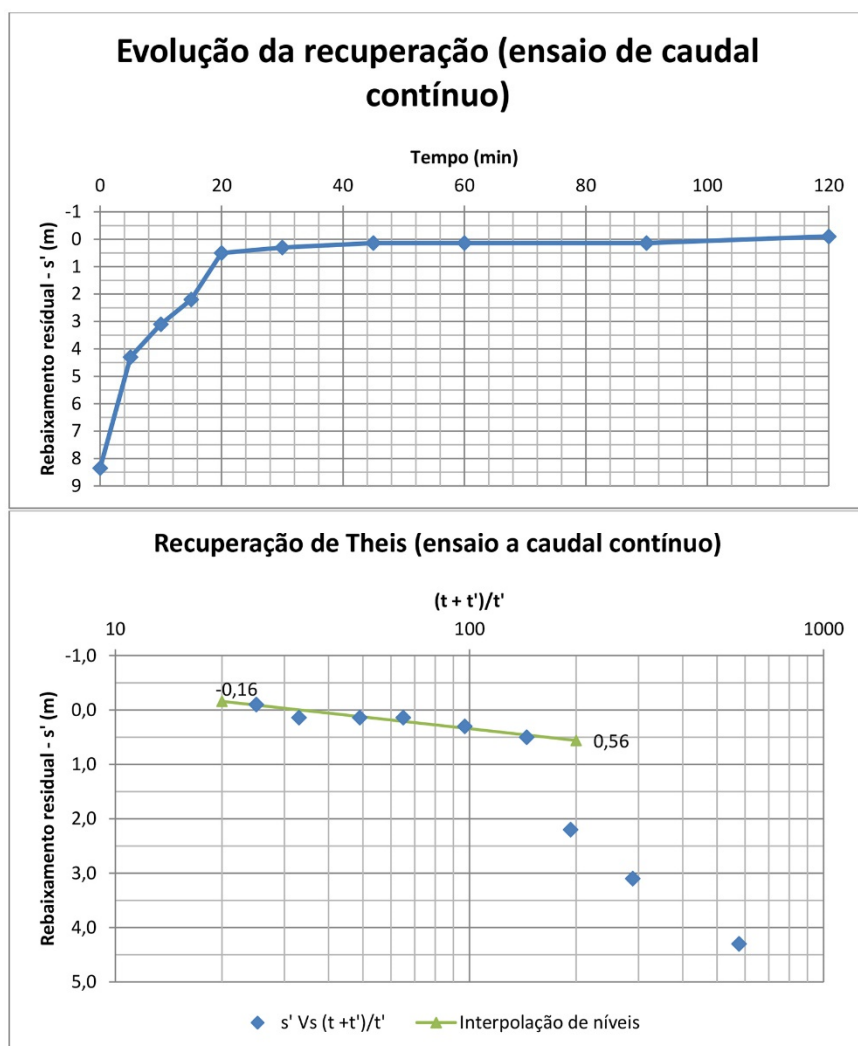 Evolução da recuperação (ensaio de caudal
contínuo)
Tempo (min)
0 20 40 60 80 100 120
Rebaixamento residual - s' (m)
-1
0
1
2
3
4
5
6
7
8
9
Recuperação de Theis (ensaio a caudal contínuo)
(t + t')/t'
10 100 1000
Rebaixamento residual - s' (m)
-1,0
0,0
1,0
2,0
3,0
4,0
5,0
-0,16
0,56
s' Vs (t +t')/t' Interpolação de níveis